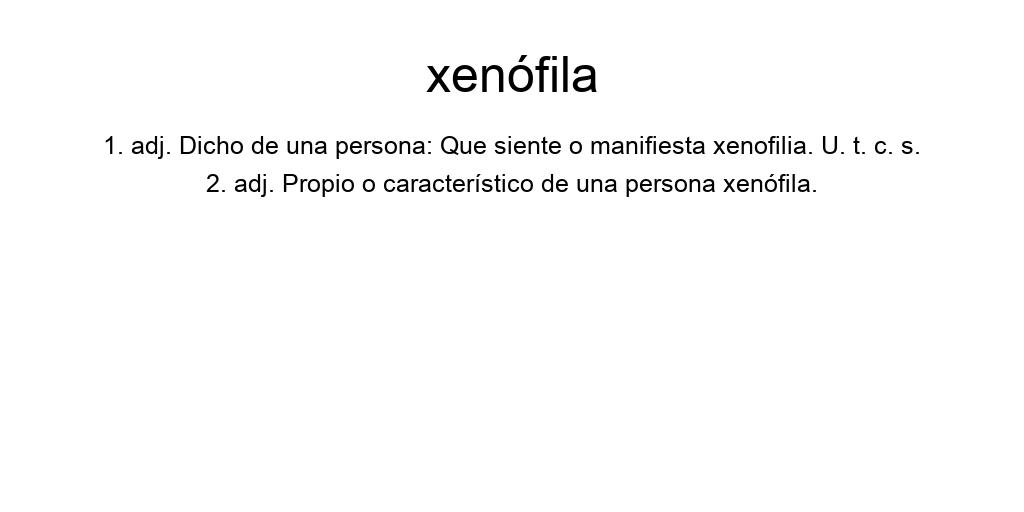 xenófila
1. adj. Dicho de una persona: Que siente o manifiesta xenofilia. U. t. c. s.
2. adj. Propio o característico de una persona xenófila.